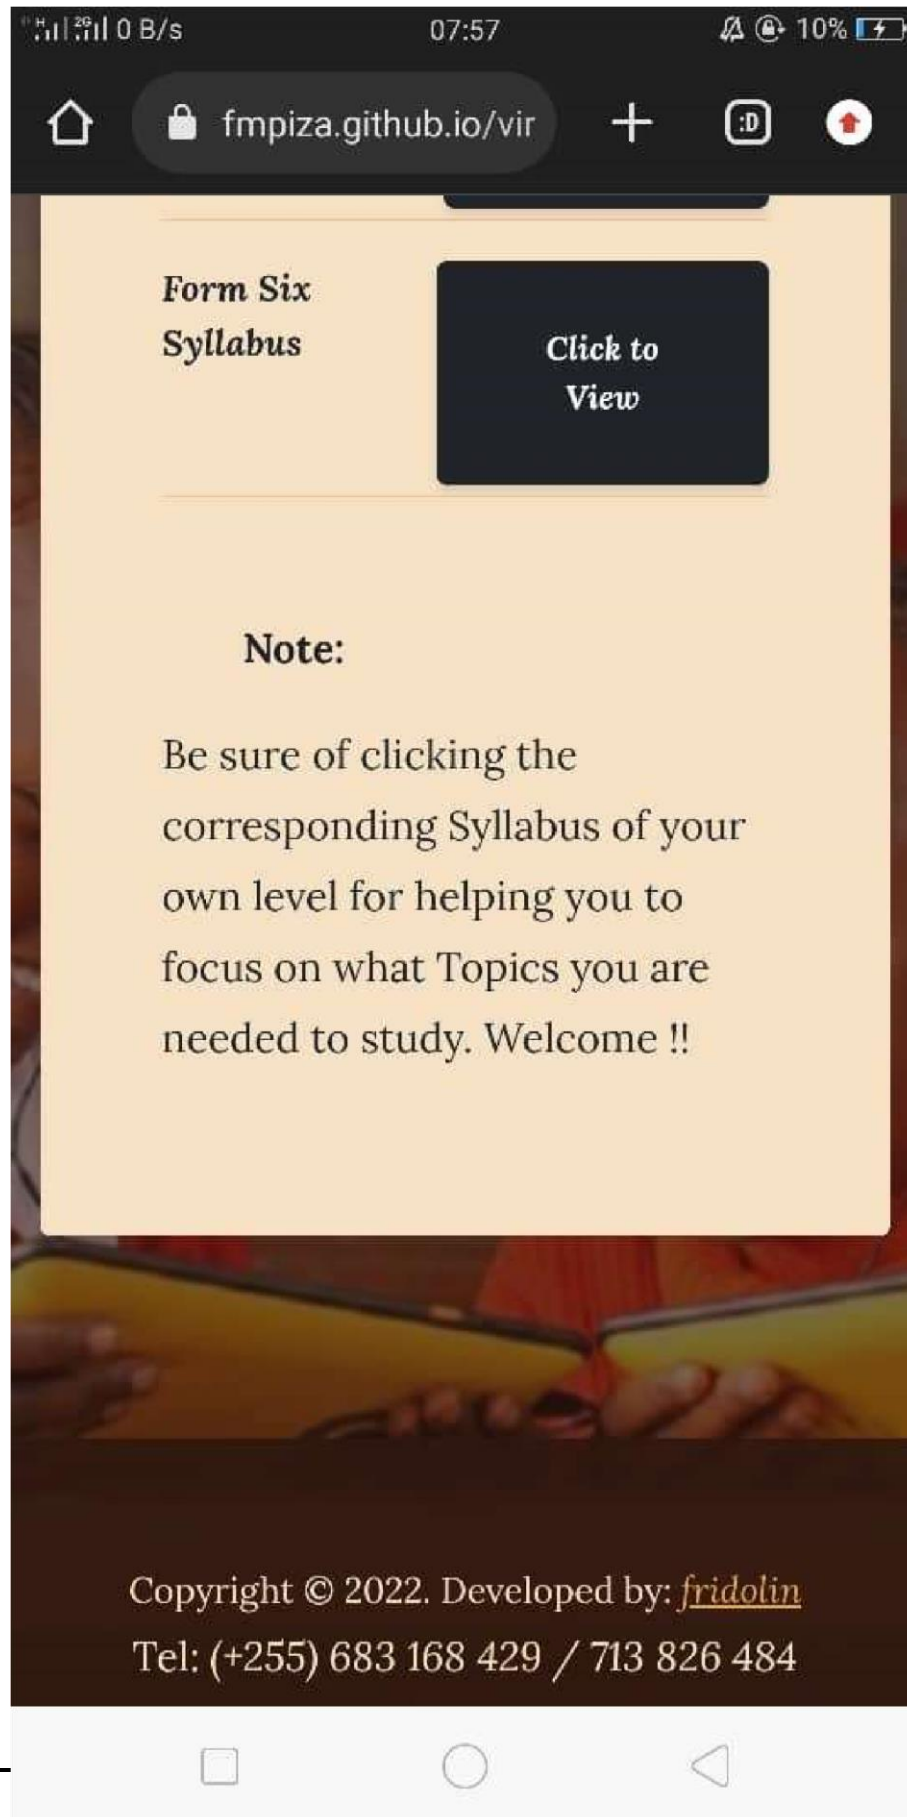 0 B/s 07:57 10%
fmpiza.github.io/vir
:D
Form Six
Syllabus
Click to
View
Note:
Be sure of clicking the
corresponding Syllabus of your
own level for helping you to
focus on what Topics you are
needed to study. Welcome !!
Copyright © 2022. Developed by: fridolin
Tel: (+255) 683 168 429 / 713 826 484